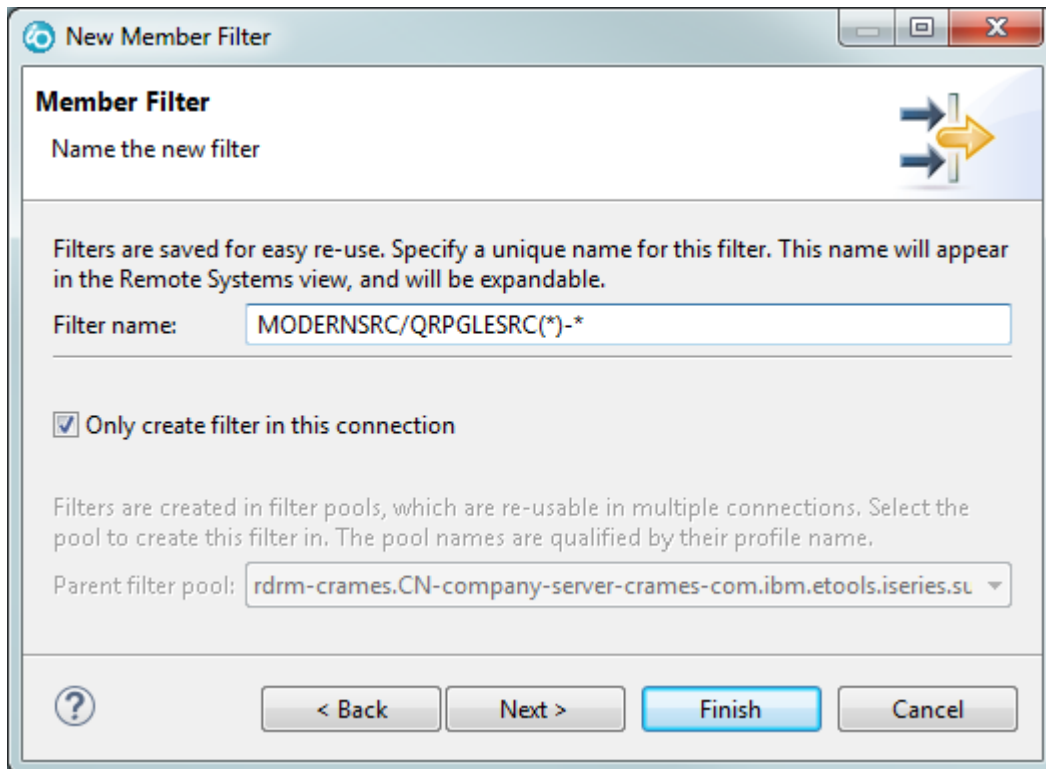 New Member Filter
Member Filter
Name the new filter
Filters are saved for easy re-use. Specify a unique name for this filter. This name will appear
in the Remote Systems view, and will be expandable.
Filter name: MODERNSRC/QRPGLESRC(*)-*
Only create filter in this connection
Filters are created in filter pools, which are re-usable in multiple connections. Select the
pool to create this filter in. The pool names are qualified by their profile name.
Parent filter pool: rdrm-crames.CN-company-server-crames-com.ibm.etools.iseries.su
? < Back Next > Finish Cancel